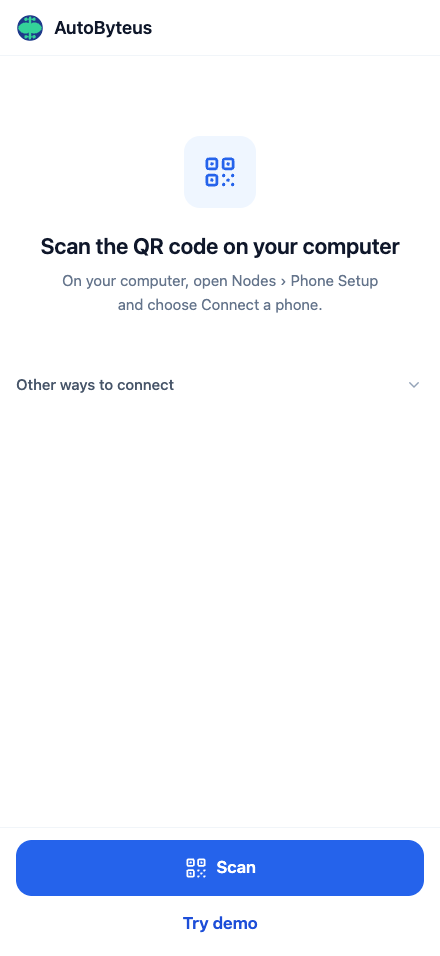 AutoByteus
Scan the QR code on your computer
On your computer, open Nodes › Phone Setup
and choose Connect a phone.
Other ways to connect
Scan
Try demo